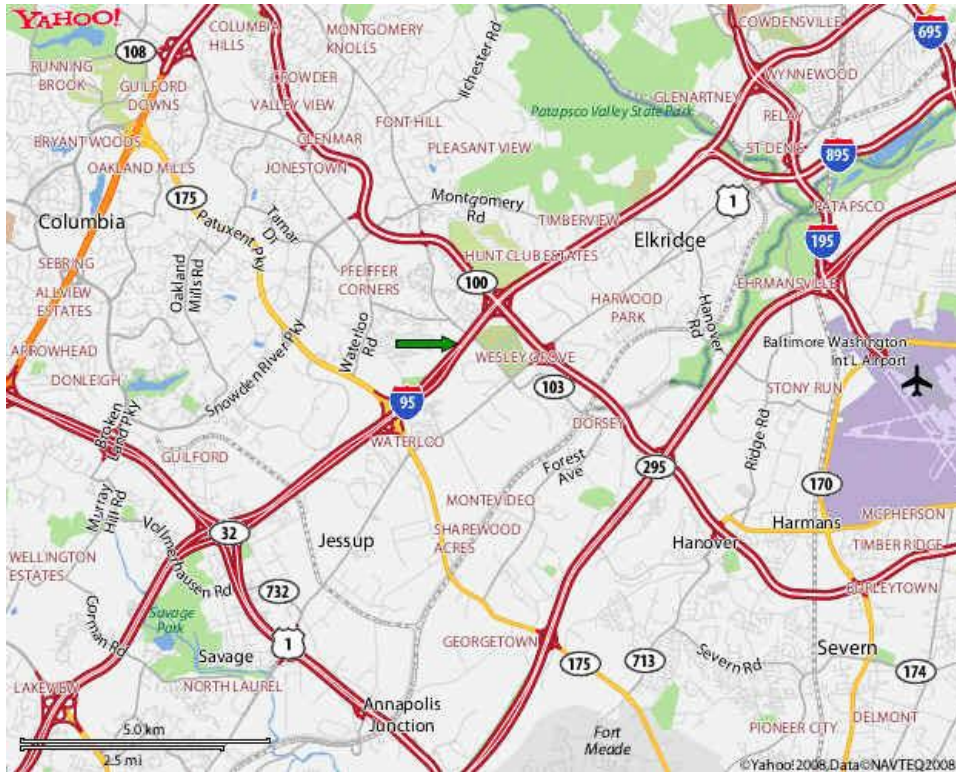 YAHOO!
COLUMBIA
HILLS
MONTGOMERY
KNOLLS
COWDENSVILLE
695
108
RUNNING
BROOK
GUILFORD
DOWNS
CROWDER
VALLEY VIEW
Ilchester Rd
WYNNEWOOD
GLENARTNEY
Patapsco Valley State Park
RELAY
FONT HILL
BRYANT WOODS
GLENMAR
PLEASANT VIEW
ST DENIS
895
OAKLAND MILLS
JONESTOWN
175
Montgomery
Rd
1
PATAPSCO
Columbia
Patuxent Pky
Tamar
Dr
TIMBERVIEW
Elkridge
195
SEBRING
Oakland
Mills Rd
PFEIFFER
CORNERS
HUNT CLUB ESTATES
100
EHRMANSVILLE
ALLVIEW
ESTATES
HARWOOD
PARK
Hanover
Rd
Waterloo
Rd
Baltimore Washington
Int'L Airport
ARROWHEAD
WESLEY GROVE
Snowden River Pky
DONLEIGH
103
STONY RUN
95
Broken
Land Pky
WATERLOO
DORSEY
Ridge Rd
GUILFORD
Forest
Ave
295
170
Murray
Hill Rd
MONTEVIDEO
MCPHERSON
Vollmerhausen Rd
32
Jessup
SHAREWOOD
ACRES
Hanover
Harmans
TIMBER RIDGE
WELLINGTON
ESTATES
732
BURLEYTOWN
Savage
Park
Gorman Rd
1
GEORGETOWN
Savage
175
713
Severn Rd
Severn
174
LAKEVIEW
NORTH LAUREL
Annapolis
Junction
Fort
Meade
PIONEER CITY
DELMONT
5.0 km
2.5 mi
©Yahoo! 2008, Data©NAVTEQ2008